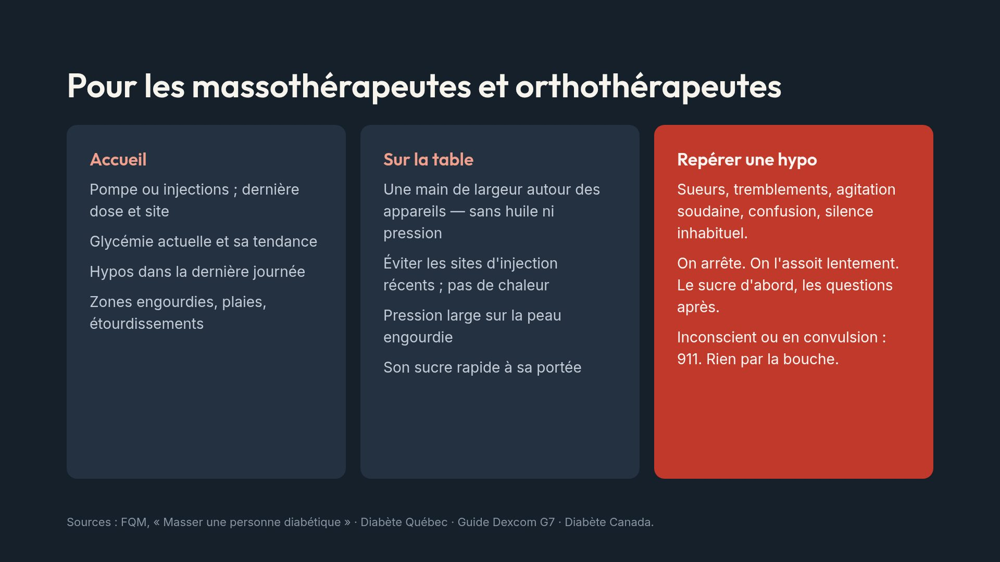 Pour les massothérapeutes et orthothérapeutes
Accueil
Pompe ou injections ; dernière
dose et site
Glycémie actuelle et sa tendance
Hypos dans la dernière journée
Zones engourdies, plaies,
étourdissements
Sur la table
Une main de largeur autour des
appareils — sans huile ni
pression
Éviter les sites d'injection
récents ; pas de chaleur
Pression large sur la peau
engourdie
Son sucre rapide à sa portée
Repérer une hypo
Sueurs, tremblements, agitation
soudaine, confusion, silence
inhabituel.
On arrête. On l'assoit lentement.
Le sucre d'abord, les questions
après.
Inconscient ou en convulsion :
911. Rien par la bouche.
Sources : FQM, « Masser une personne diabétique » · Diabète Québec · Guide Dexcom G7 · Diabète Canada.